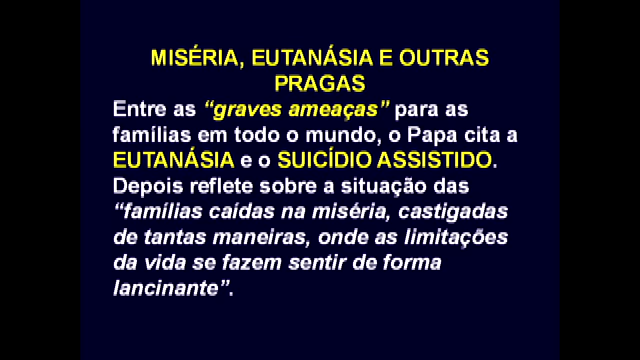 MISÉRIA, EUTANÁSIA E OUTRAS
PRAGAS
Entre as “graves ameaças” para as
famílias em todo o mundo, o Papa cita a
EUTANÁSIA e o SUICÍDIO ASSISTIDO.
Depois reflete sobre a situação das
“famílias caídas na miséria, castigadas
de tantas maneiras, onde as limitações
da vida se fazem sentir de forma
lancinante”.